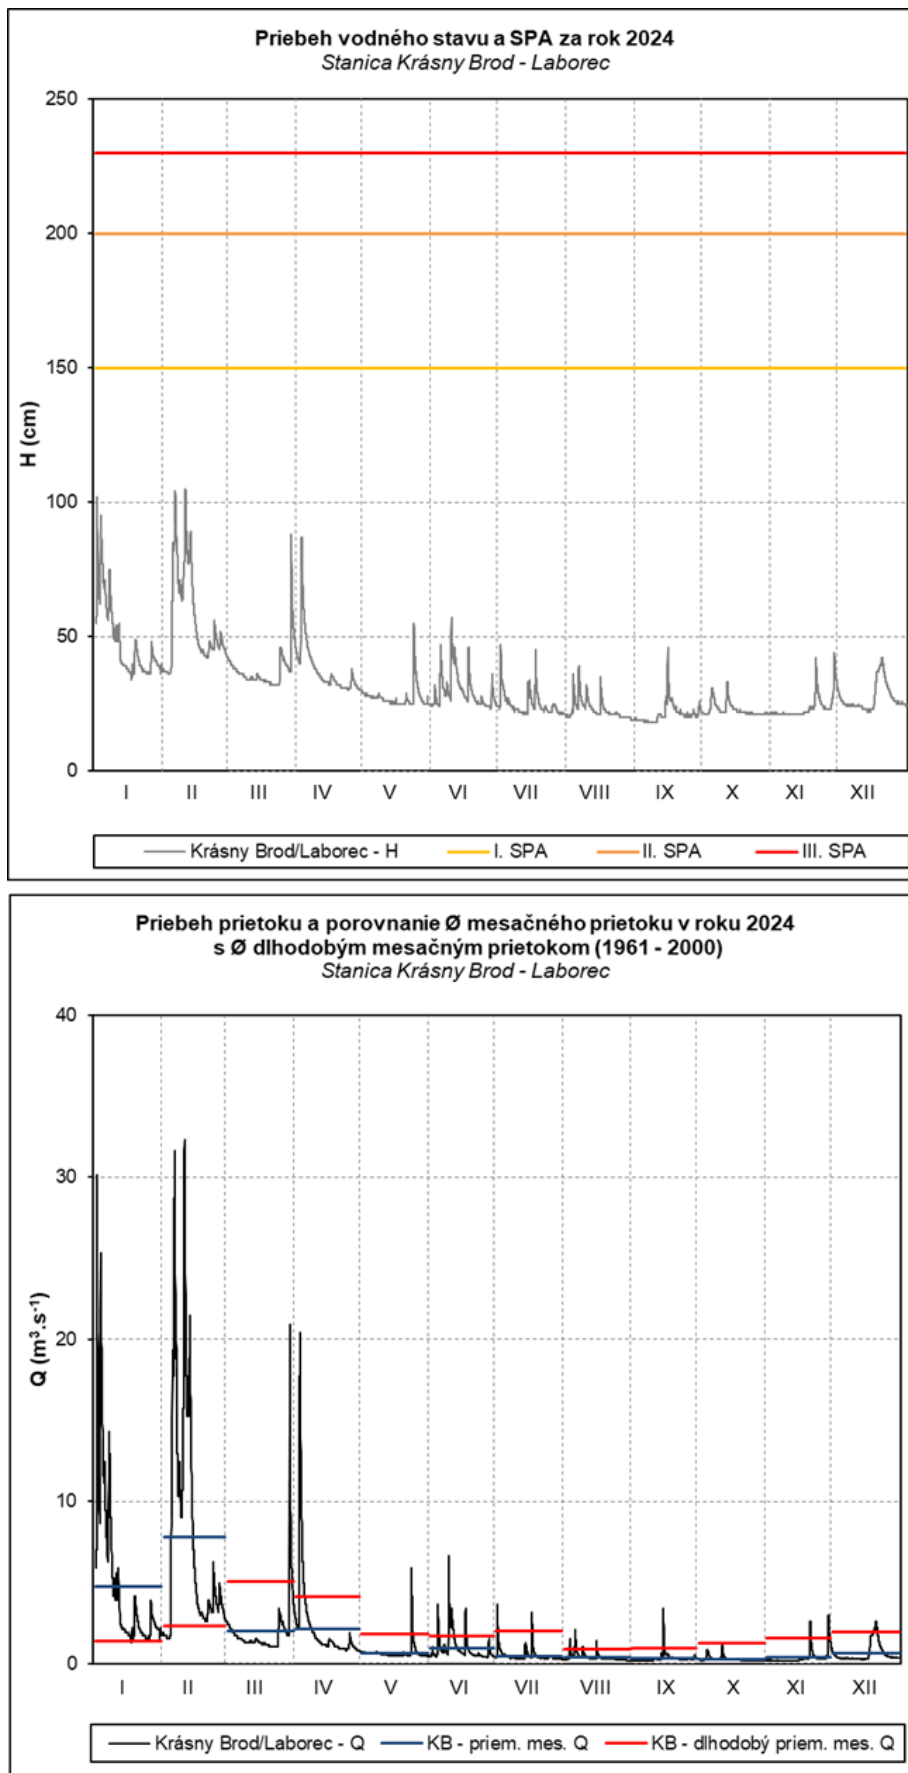 Priebeh vodného stavu a SPA za rok 2024
Stanica Krásny Brod - Laborec
250
200
150
100
50
0
H (cm)
I II III IV V VI VII VIII IX X XI XII
Krásny Brod/Laborec - H I. SPA II. SPA III. SPA
Priebeh prietoku a porovnanie Ø mesačného prietoku v roku 2024
s Ø dlhodobým mesačným prietokom (1961 - 2000)
Stanica Krásny Brod - Laborec
40
30
20
10
0
Q (m³.s⁻¹)
I II III IV V VI VII VIII IX X XI XII
Krásny Brod/Laborec - Q KB - priem. mes. Q KB - dlhodobý priem. mes. Q